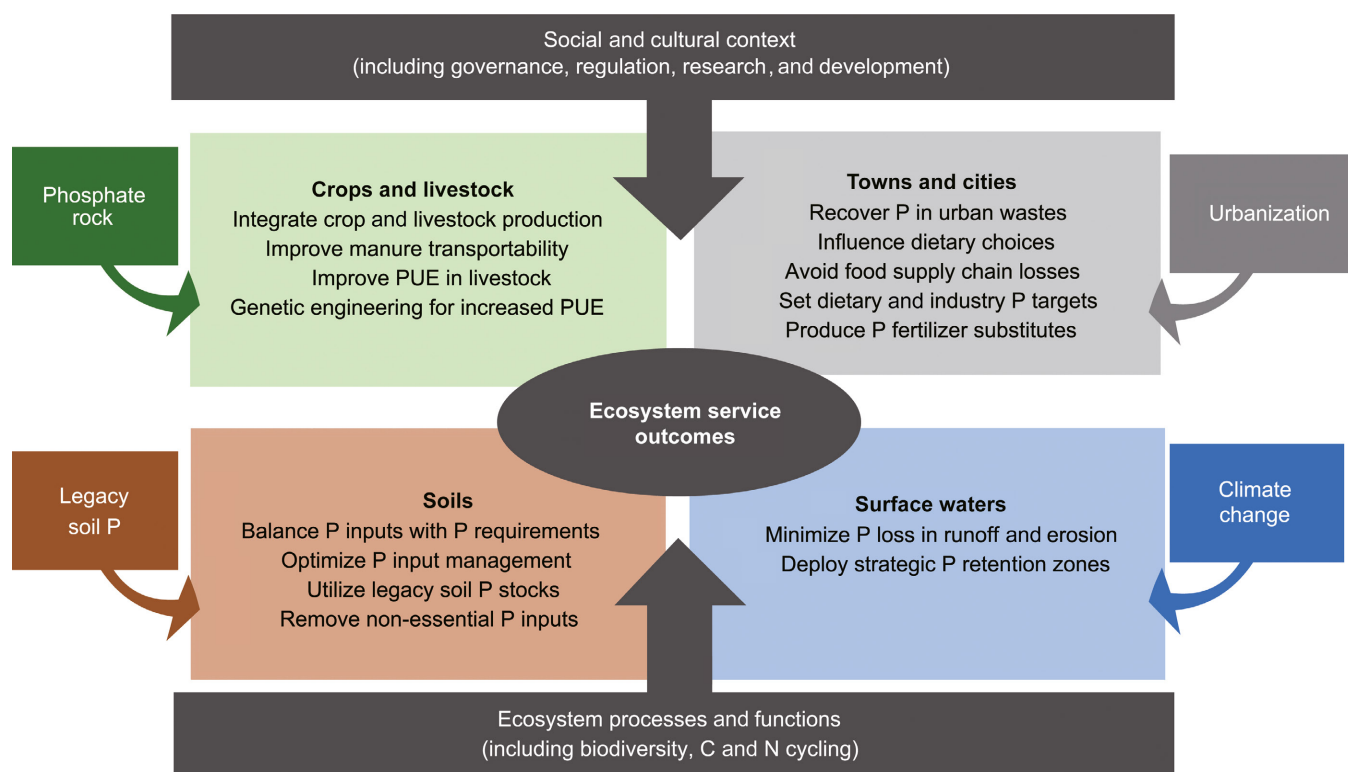 Social and cultural context
(including governance, regulation, research, and development)
Phosphate
rock
Crops and livestock
Integrate crop and livestock production
Improve manure transportability
Improve PUE in livestock
Genetic engineering for increased PUE
Towns and cities
Recover P in urban wastes
Influence dietary choices
Avoid food supply chain losses
Set dietary and industry P targets
Produce P fertilizer substitutes
Urbanization
Ecosystem service
outcomes
Legacy
soil P
Soils
Balance P inputs with P requirements
Optimize P input management
Utilize legacy soil P stocks
Remove non-essential P inputs
Surface waters
Minimize P loss in runoff and erosion
Deploy strategic P retention zones
Climate
change
Ecosystem processes and functions
(including biodiversity, C and N cycling)